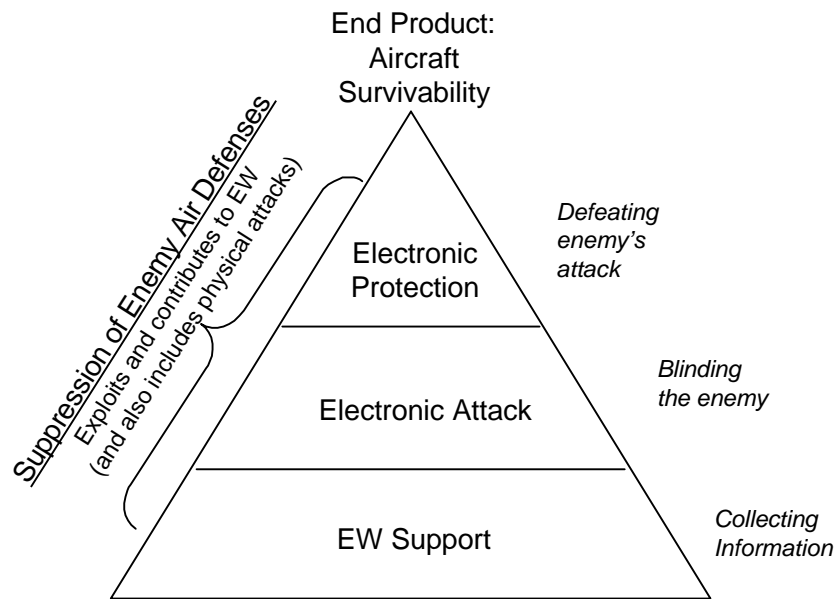 End Product:
Aircraft
Survivability
Suppression of Enemy Air Defenses
Exploits and contributes to EW
(and also includes physical attacks)
Electronic
Protection
Defeating
enemy's
attack
Electronic Attack
Blinding
the enemy
EW Support
Collecting
Information